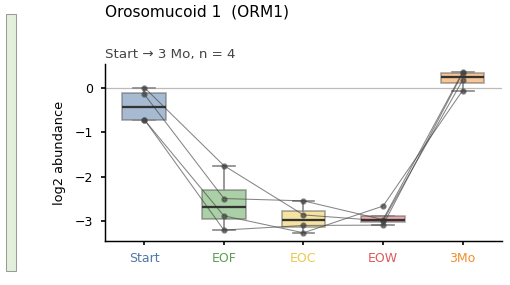 Orosomucoid 1  (ORM1)
Start → 3 Mo, n = 4
log2 abundance
0
−1
−2
−3
Start EOF EOC EOW 3Mo